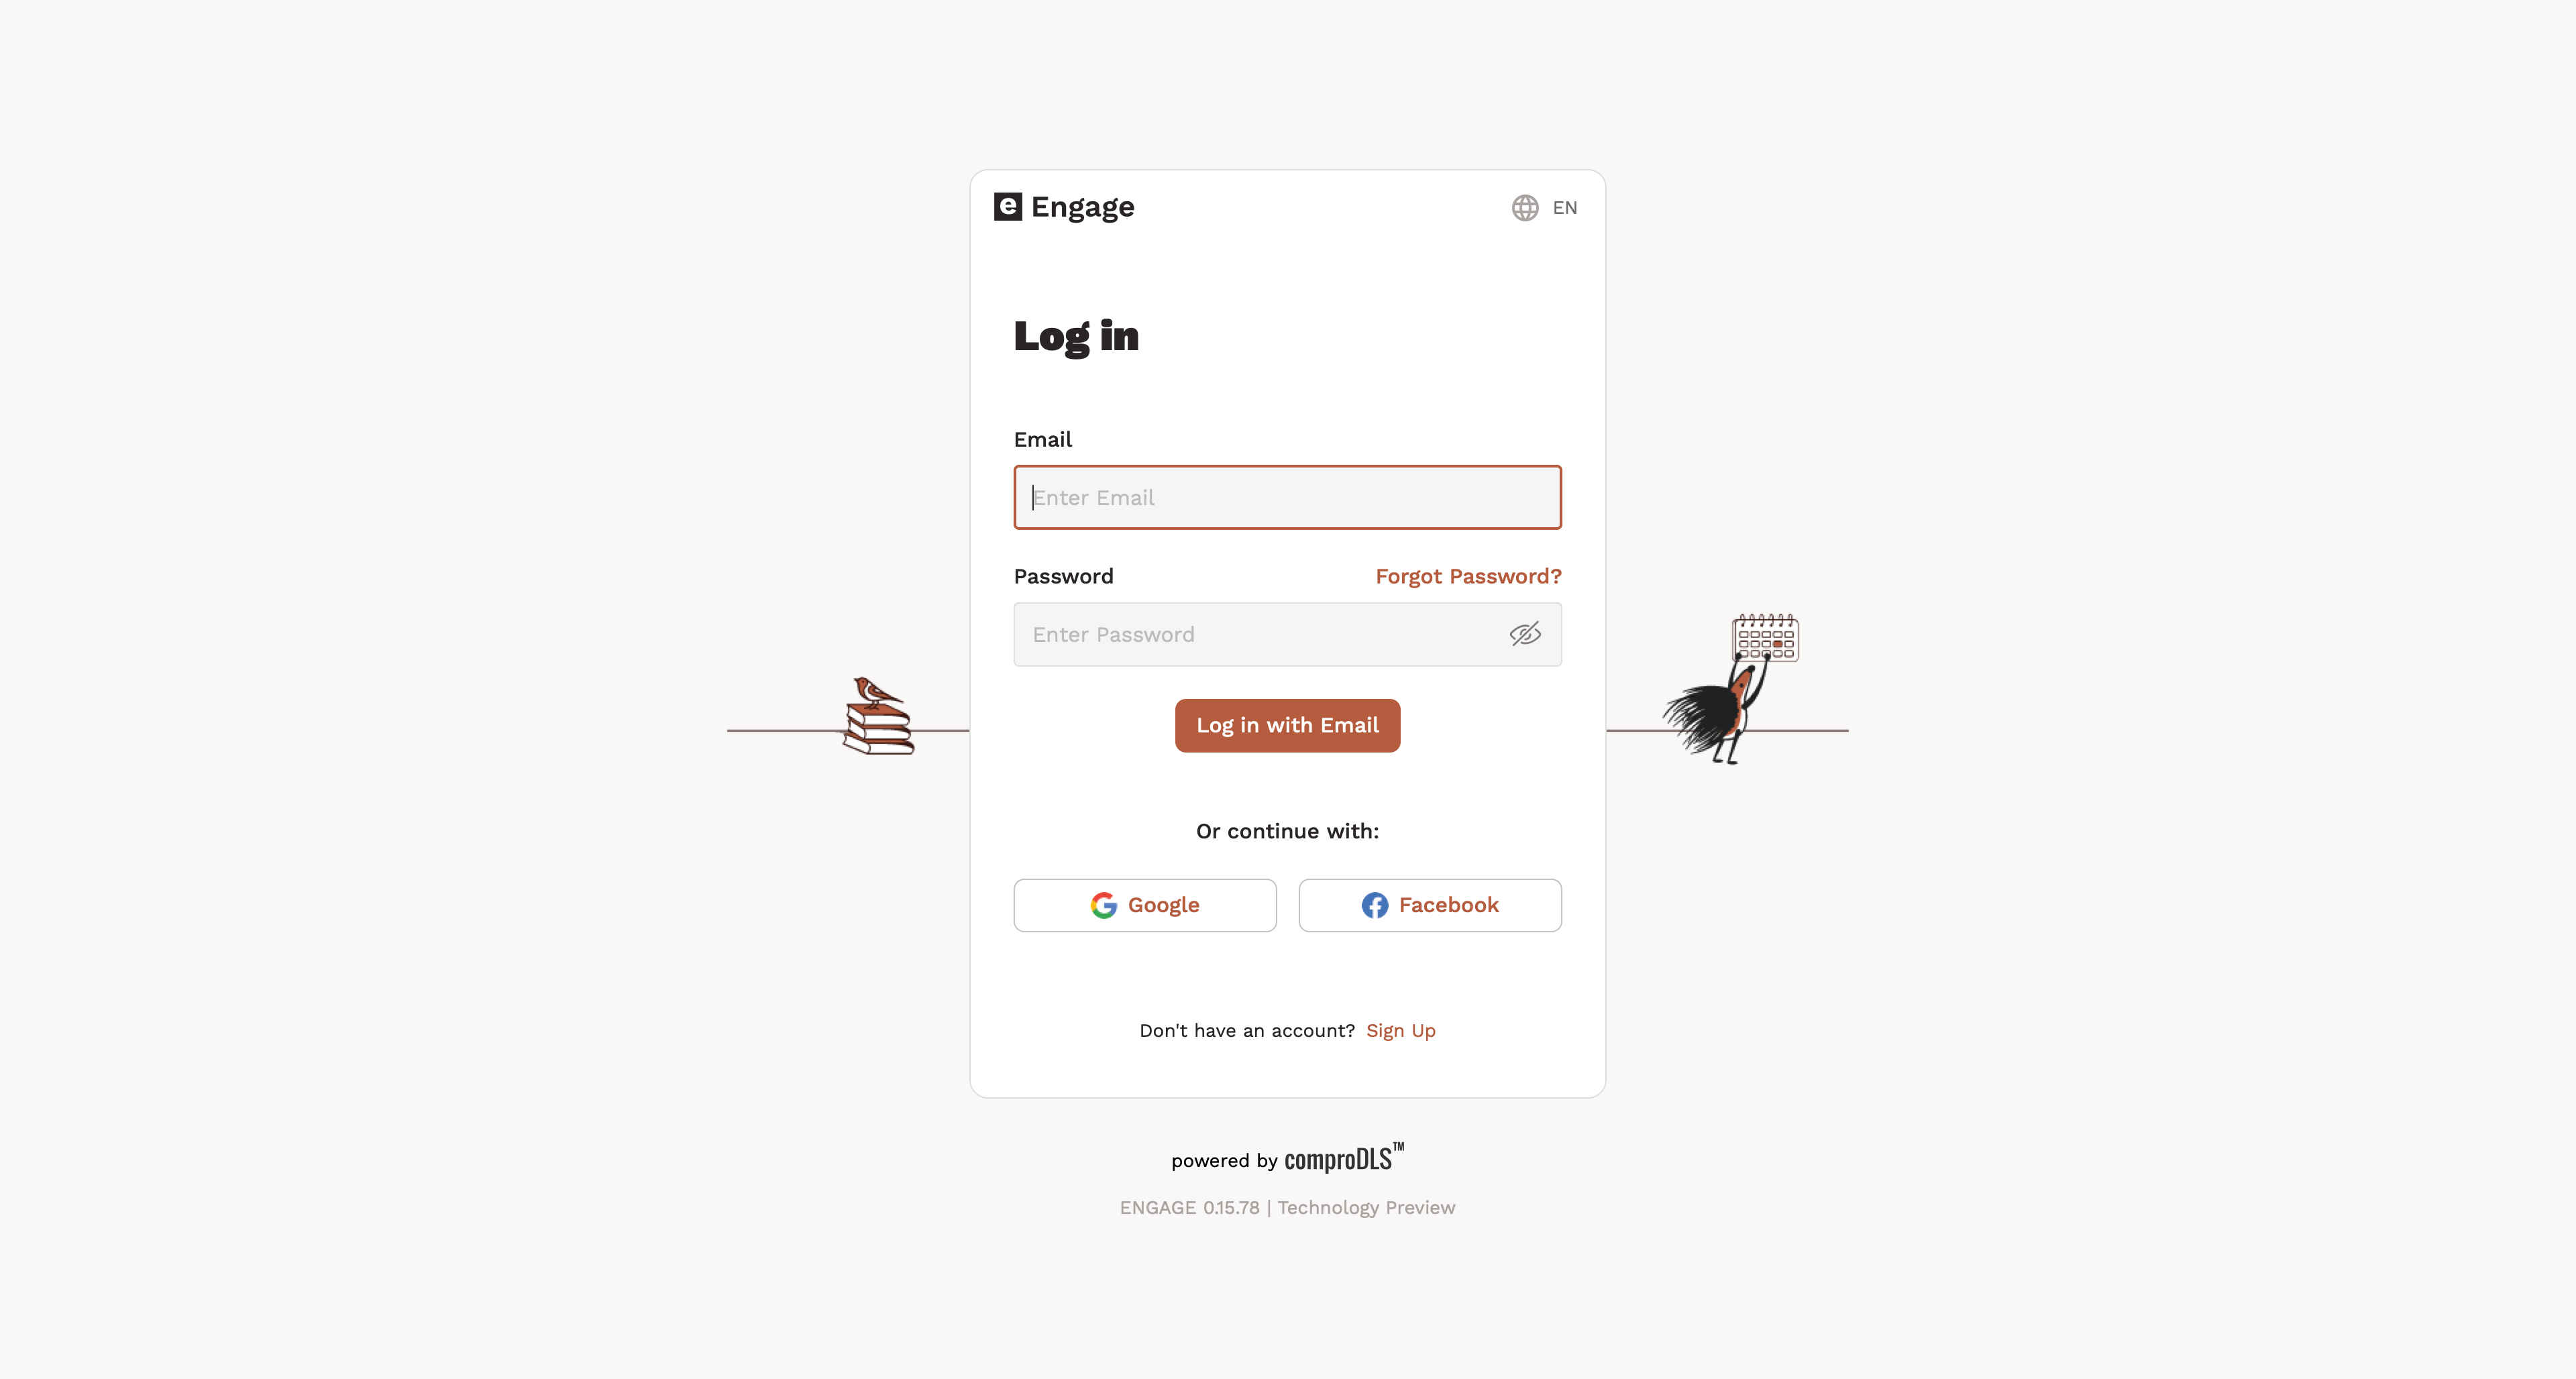 e Engage
EN
Log in
Email
Enter Email
Password
Forgot Password?
Enter Password
Log in with Email
Or continue with:
Google
Facebook
Don't have an account? Sign Up
powered by comproDLS™
ENGAGE 0.15.78 | Technology Preview